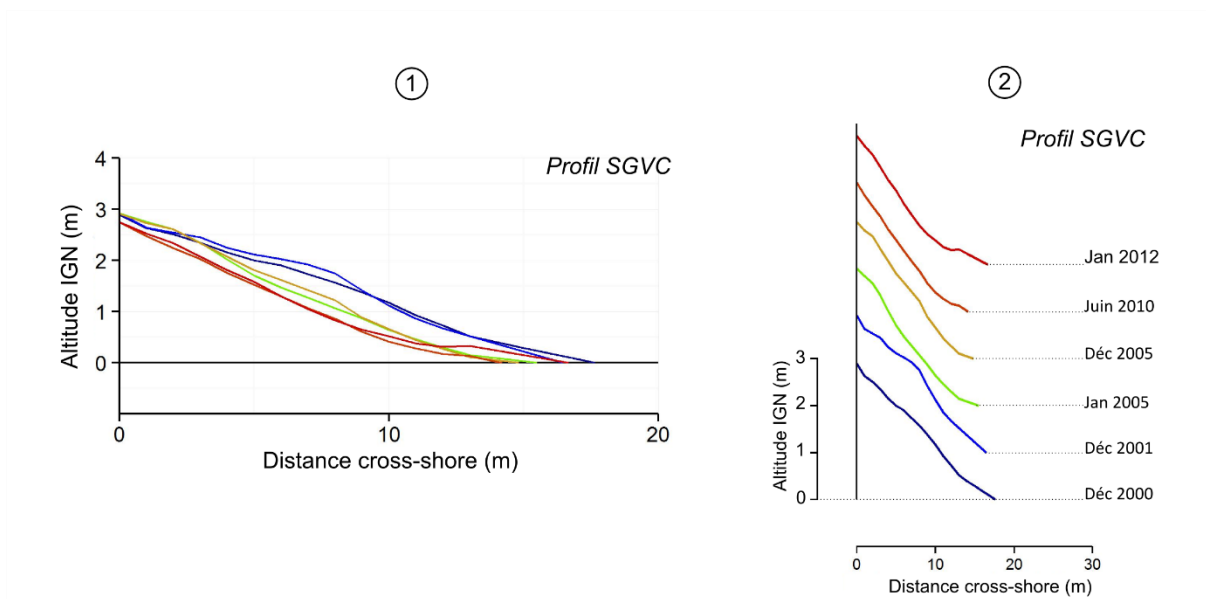 ①
Profil SGVC
4
3
2
1
0
Altitude IGN (m)
0
10
20
Distance cross-shore (m)
②
Profil SGVC
Jan 2012
Juin 2010
Déc 2005
Jan 2005
Déc 2001
Déc 2000
3
2
1
0
Altitude IGN (m)
0
10
20
30
Distance cross-shore (m)